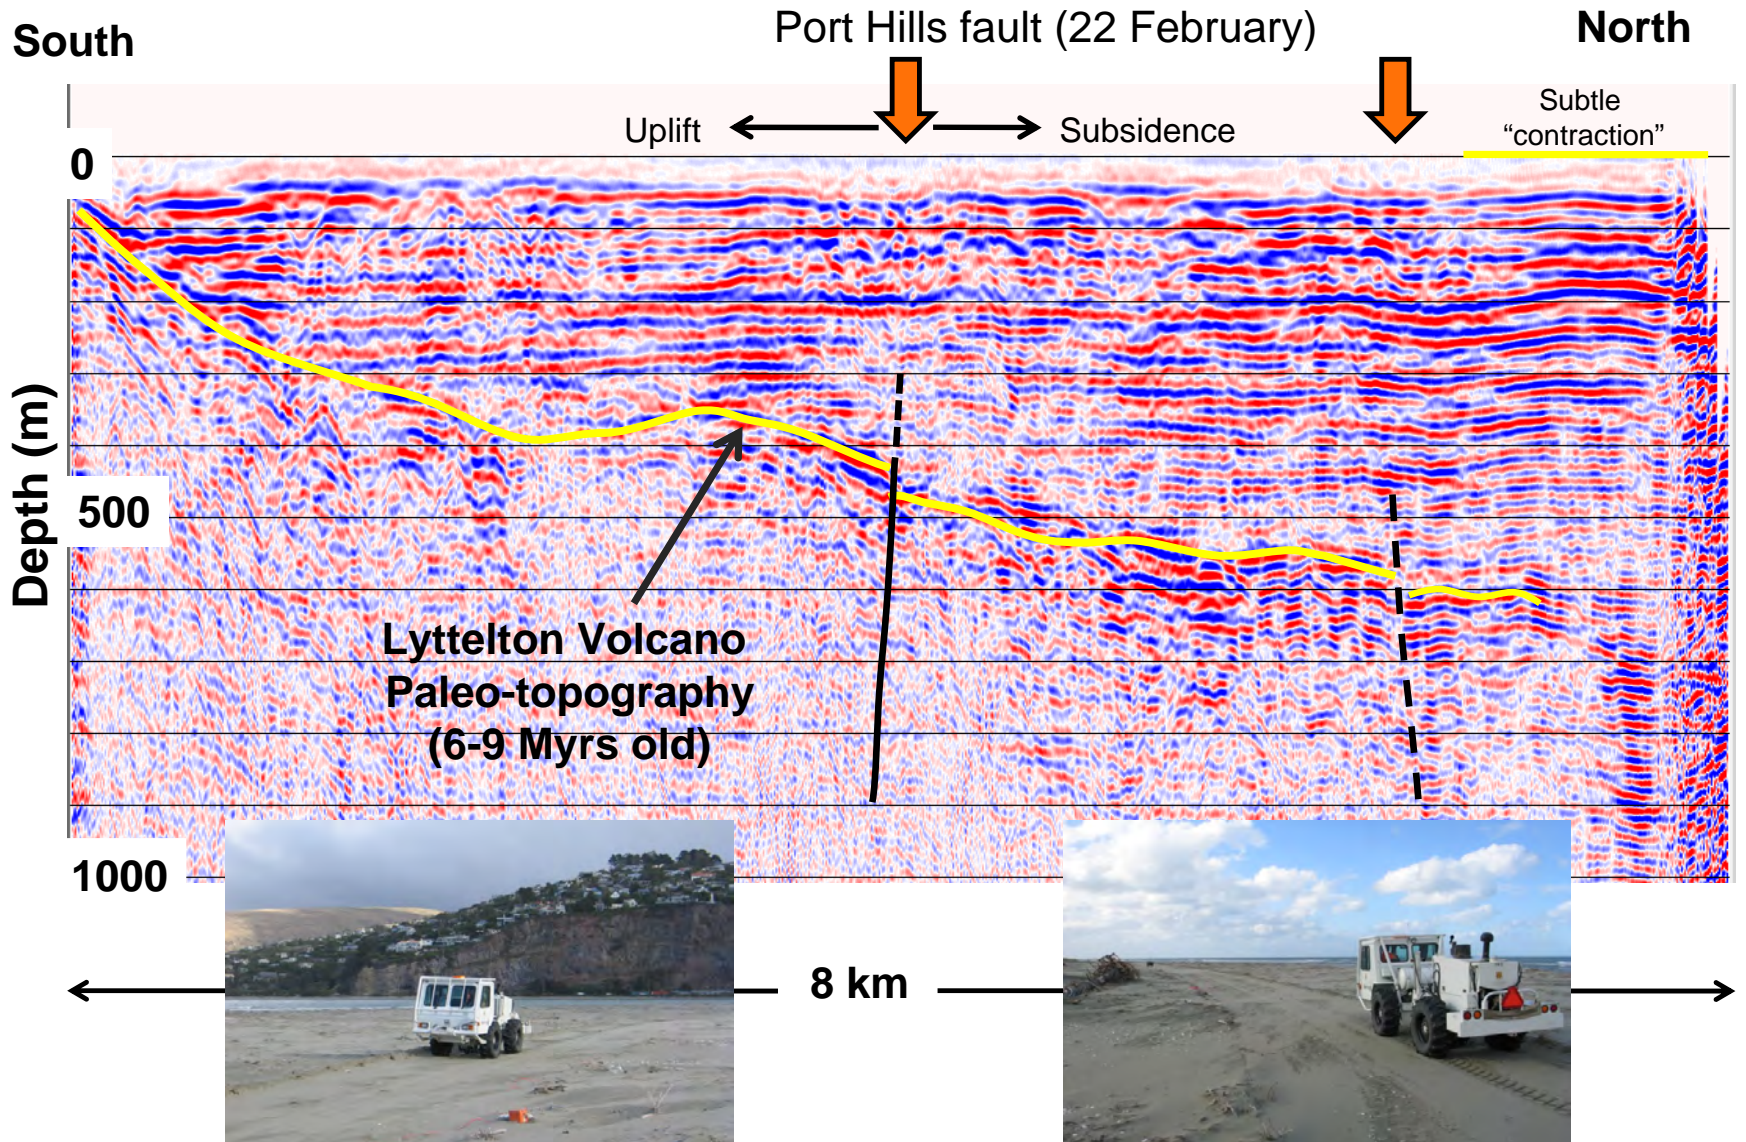 South
Port Hills fault (22 February)
North
Uplift
Subsidence
Subtle
“contraction”
0
Depth (m)
500
Lyttelton Volcano
Paleo-topography
(6-9 Myrs old)
1000
8 km